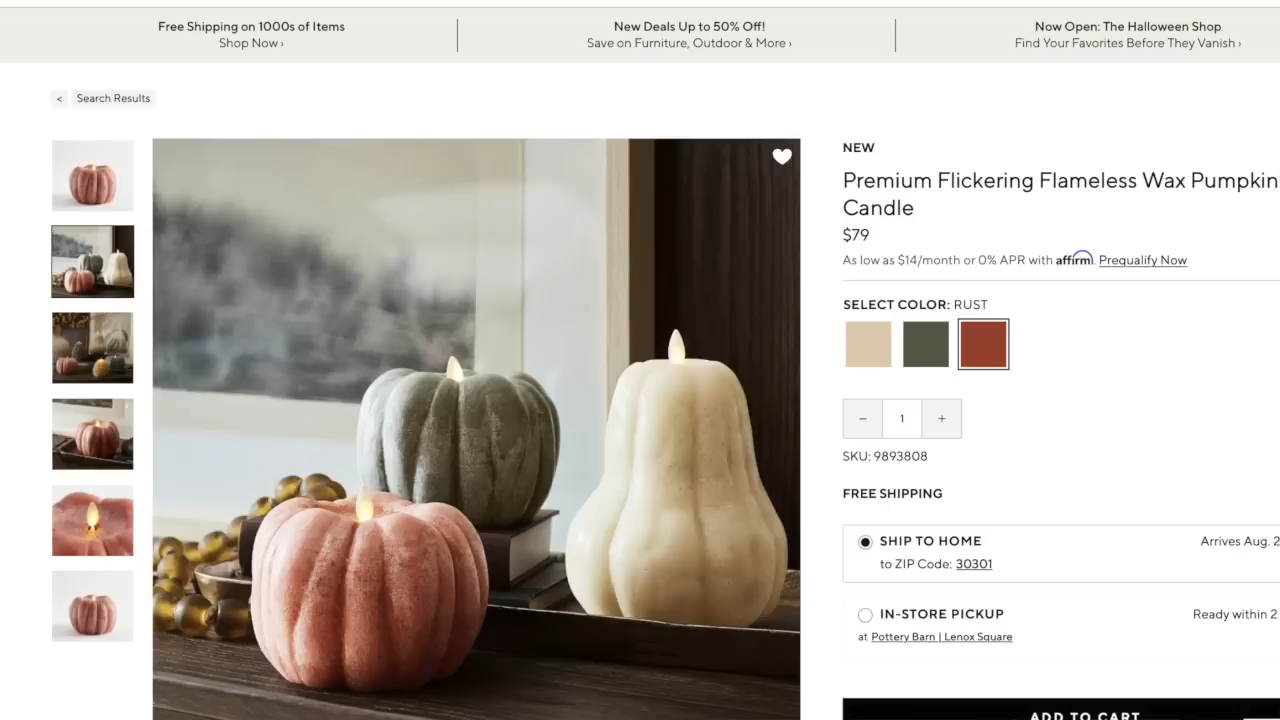 Free Shipping on 1000s of Items
Shop Now ›
New Deals Up to 50% Off!
Save on Furniture, Outdoor & More ›
Now Open: The Halloween Shop
Find Your Favorites Before They Vanish ›
< Search Results
NEW
Premium Flickering Flameless Wax Pumpkin
Candle
$79
As low as $14/month or 0% APR with affirm. Prequalify Now
SELECT COLOR: RUST
− 1 +
SKU: 9893808
FREE SHIPPING
SHIP TO HOME
Arrives Aug. 2
to ZIP Code: 30301
IN-STORE PICKUP
Ready within 2
at Pottery Barn | Lenox Square
ADD TO CART